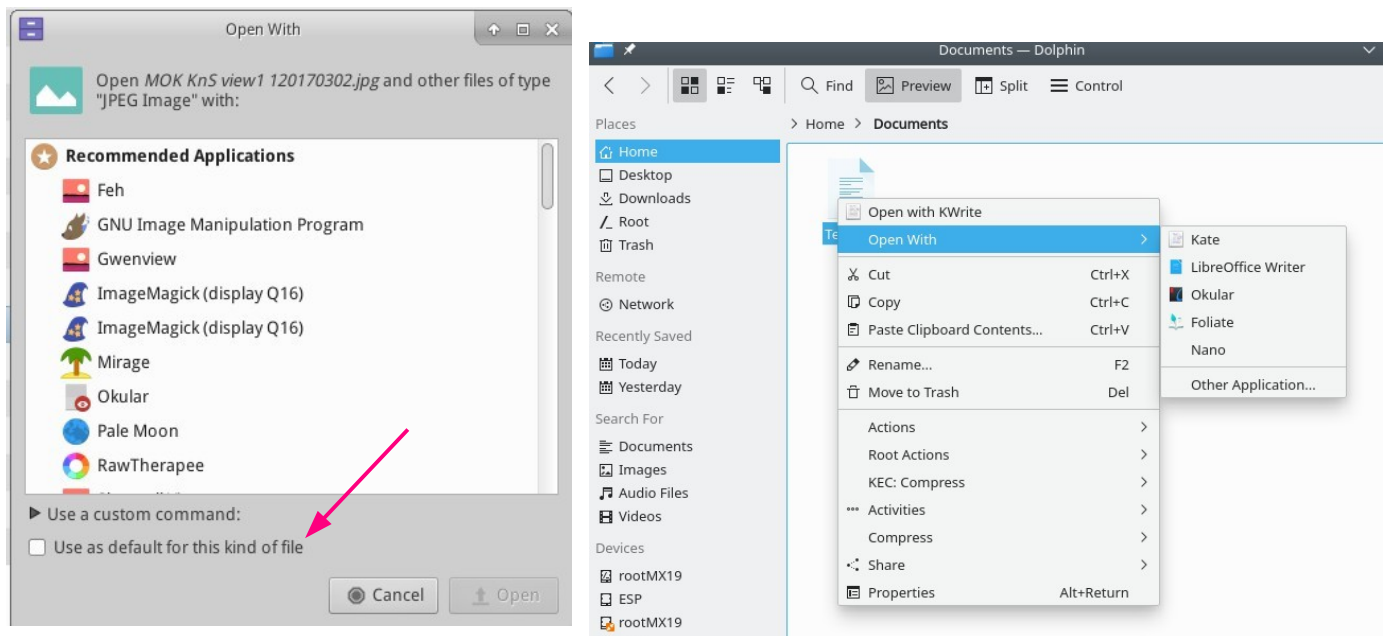 Open With
Open MOK KnS view1 120170302.jpg and other files of type
"JPEG Image" with:
Recommended Applications
Feh
GNU Image Manipulation Program
Gwenview
ImageMagick (display Q16)
ImageMagick (display Q16)
Mirage
Okular
Pale Moon
RawTherapee
Use a custom command:
Use as default for this kind of file
Cancel
Open
Documents — Dolphin
Find
Preview
Split
Control
Places
Home
Desktop
Downloads
Root
Trash
Remote
Network
Recently Saved
Today
Yesterday
Search For
Documents
Images
Audio Files
Videos
Devices
rootMX19
ESP
rootMX19
> Home > Documents
Te
Open with KWrite
Open With
Cut Ctrl+X
Copy Ctrl+C
Paste Clipboard Contents... Ctrl+V
Rename... F2
Move to Trash Del
Actions
Root Actions
KEC: Compress
Activities
Compress
Share
Properties Alt+Return
Kate
LibreOffice Writer
Okular
Foliate
Nano
Other Application...